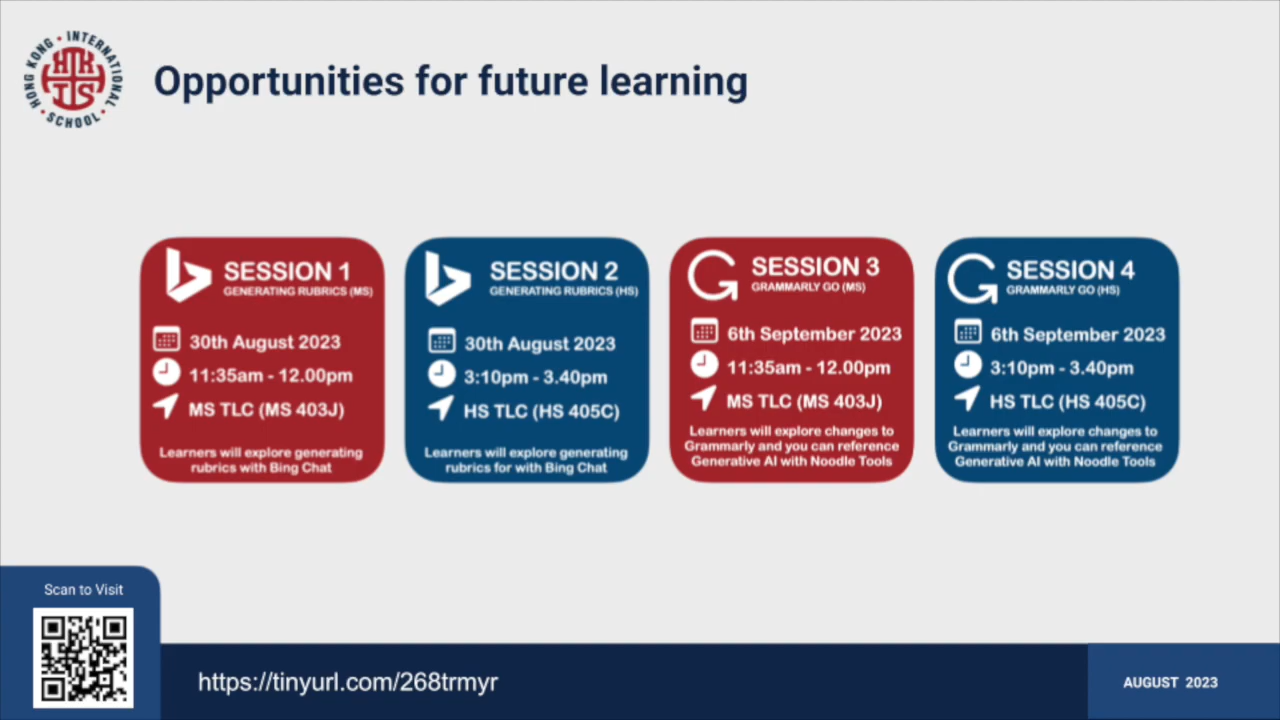 HONG KONG • INTERNATIONAL • SCHOOL •
HK
IS
Opportunities for future learning
SESSION 1
GENERATING RUBRICS (MS)
30th August 2023
11:35am - 12.00pm
MS TLC (MS 403J)
Learners will explore generating
rubrics with Bing Chat
SESSION 2
GENERATING RUBRICS (HS)
30th August 2023
3:10pm - 3.40pm
HS TLC (HS 405C)
Learners will explore generating
rubrics for with Bing Chat
SESSION 3
GRAMMARLY GO (MS)
6th September 2023
11:35am - 12.00pm
MS TLC (MS 403J)
Learners will explore changes to
Grammarly and you can reference
Generative AI with Noodle Tools
SESSION 4
GRAMMARLY GO (HS)
6th September 2023
3:10pm - 3.40pm
HS TLC (HS 405C)
Learners will explore changes to
Grammarly and you can reference
Generative AI with Noodle Tools
Scan to Visit
https://tinyurl.com/268trmyr
AUGUST 2023